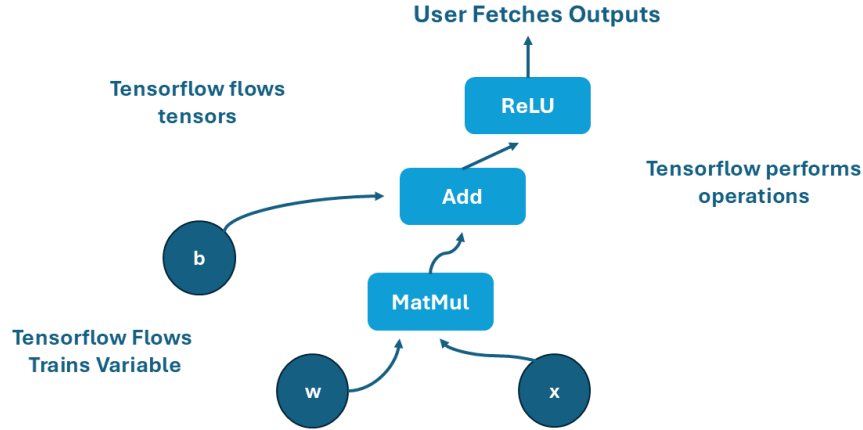 User Fetches Outputs
Tensorflow flows
tensors
ReLU
Tensorflow performs
operations
Add
b
MatMul
Tensorflow Flows
Trains Variable
w
x